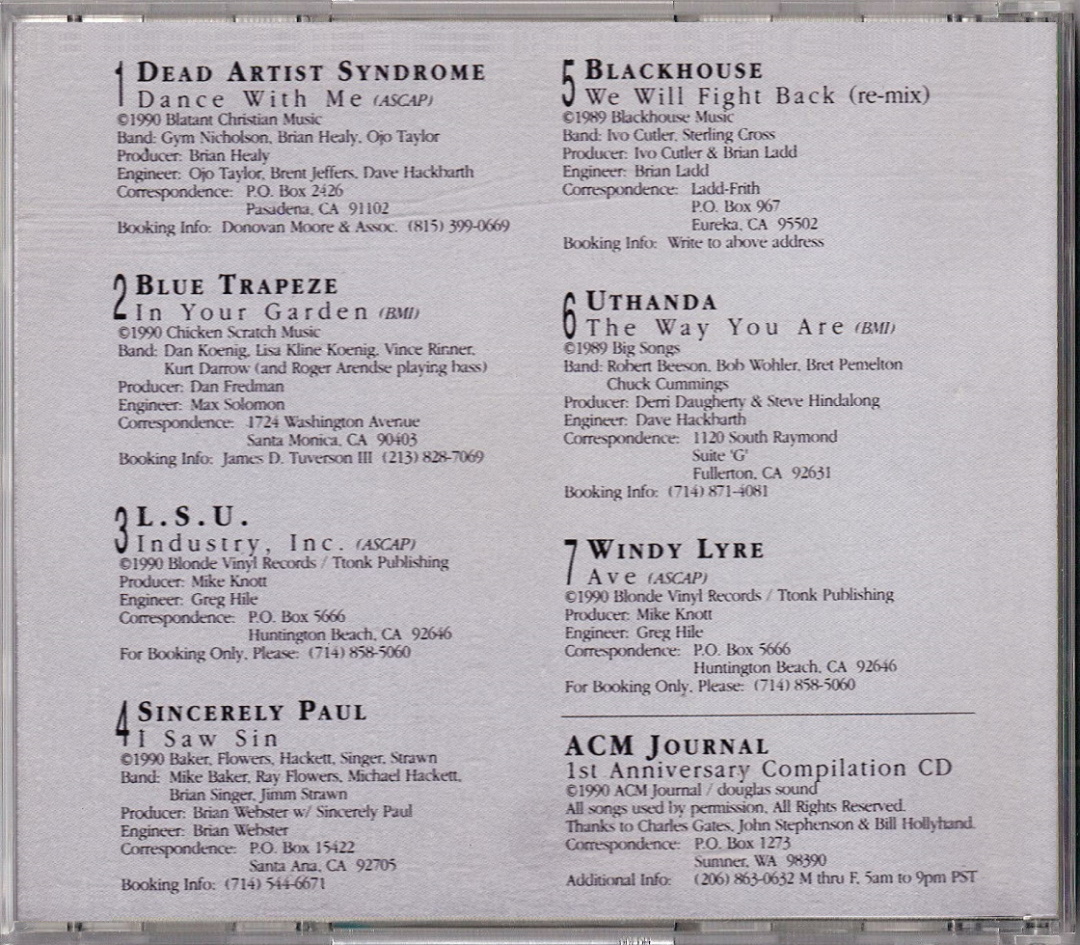 1 DEAD ARTIST SYNDROME
Dance With Me (ASCAP)
©1990 Blatant Christian Music
Band: Gym Nicholson, Brian Healy, Ojo Taylor
Producer: Brian Healy
Engineer: Ojo Taylor, Brent Jeffers, Dave Hackbarth
Correspondence: P.O. Box 2426
Pasadena, CA 91102
Booking Info: Donovan Moore & Assoc. (815) 399-0669
2 BLUE TRAPEZE
In Your Garden (BMI)
©1990 Chicken Scratch Music
Band: Dan Koenig, Lisa Kline Koenig, Vince Rinner,
Kurt Darrow (and Roger Arendse playing bass)
Producer: Dan Fredman
Engineer: Max Solomon
Correspondence: 1724 Washington Avenue
Santa Monica, CA 90403
Booking Info: James D. Tuverson III (213) 828-7069
3 L.S.U.
Industry, Inc. (ASCAP)
©1990 Blonde Vinyl Records / Ttonk Publishing
Producer: Mike Knott
Engineer: Greg Hile
Correspondence: P.O. Box 5666
Huntington Beach, CA 92646
For Booking Only, Please: (714) 858-5060
4 SINCERELY PAUL
I Saw Sin
©1990 Baker, Flowers, Hackett, Singer, Strawn
Band: Mike Baker, Ray Flowers, Michael Hackett,
Brian Singer, Jimm Strawn
Producer: Brian Webster w/ Sincerely Paul
Engineer: Brian Webster
Correspondence: P.O. Box 15422
Santa Ana, CA 92705
Booking Info: (714) 544-6671
5 BLACKHOUSE
We Will Fight Back (re-mix)
©1989 Blackhouse Music
Band: Ivo Cutler, Sterling Cross
Producer: Ivo Cutler & Brian Ladd
Engineer: Brian Ladd
Correspondence: Ladd-Frith
P.O. Box 967
Eureka, CA 95502
Booking Info: Write to above address
6 UTHANDA
The Way You Are (BMI)
©1989 Big Songs
Band: Robert Beeson, Bob Wohler, Bret Pemelton
Chuck Cummings
Producer: Derri Daugherty & Steve Hindalong
Engineer: Dave Hackbarth
Correspondence: 1120 South Raymond
Suite 'G'
Fullerton, CA 92631
Booking Info: (714) 871-4081
7 WINDY LYRE
Ave (ASCAP)
©1990 Blonde Vinyl Records / Ttonk Publishing
Producer: Mike Knott
Engineer: Greg Hile
Correspondence: P.O. Box 5666
Huntington Beach, CA 92646
For Booking Only, Please: (714) 858-5060
ACM JOURNAL
1st Anniversary Compilation CD
©1990 ACM Journal / douglas sound
All songs used by permission, All Rights Reserved.
Thanks to Charles Gates, John Stephenson & Bill Hollyhand.
Correspondence: P.O. Box 1273
Sumner, WA 98390
Additional Info: (206) 863-0632 M thru F, 5am to 9pm PST